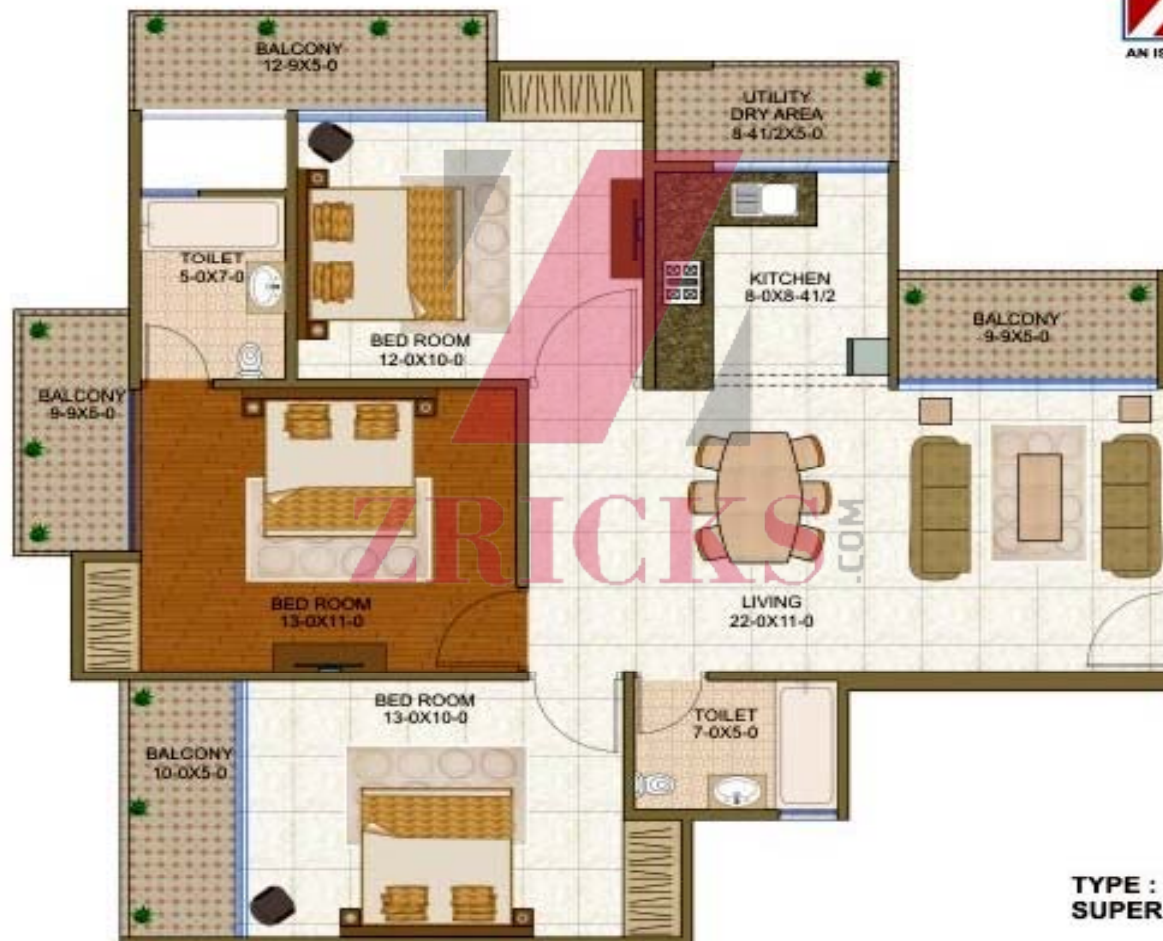 AN IS
BALCONY
12-9X5-0
UTILITY
DRY AREA
8-41/2X5-0
TOILET
5-0X7-0
KITCHEN
8-0X8-41/2
BED ROOM
12-0X10-0
BALCONY
9-9X5-0
BALCONY
9-9X5-0
ZRICKS
.COM
BED ROOM
13-0X11-0
LIVING
22-0X11-0
BED ROOM
13-0X10-0
TOILET
7-0X5-0
BALCONY
10-0X5-0
TYPE :
SUPER